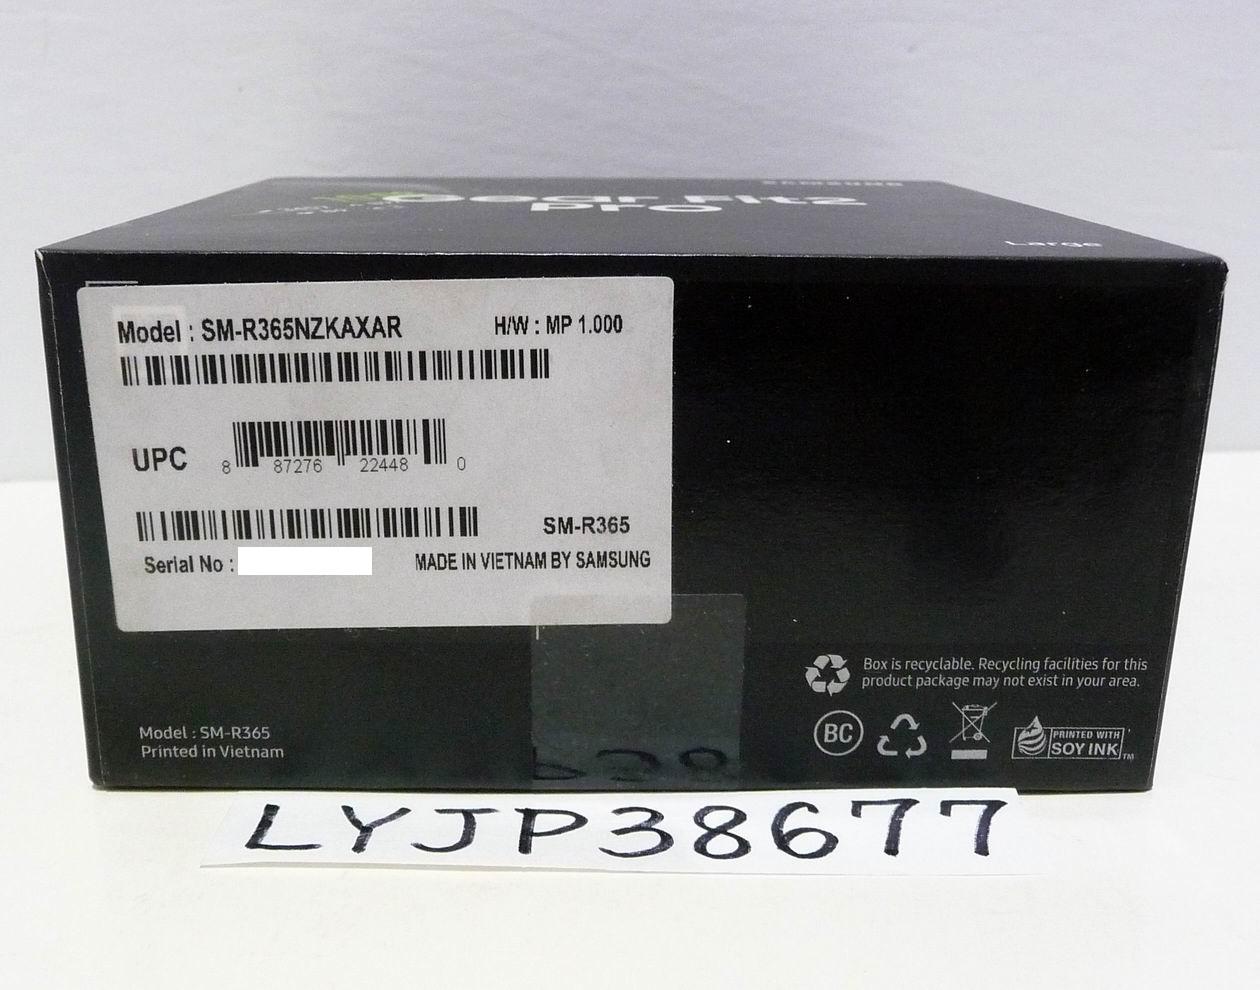 SAMSUNG
Gear Fit2
Pro
Large
Model : SM-R365NZKAXAR
H/W : MP 1.000
UPC
8 87276 22448 0
SM-R365
Serial No :
MADE IN VIETNAM BY SAMSUNG
Box is recyclable. Recycling facilities for this
product package may not exist in your area.
BC
PRINTED WITH
SOY INK TM
Model : SM-R365
Printed in Vietnam
LYJP38677